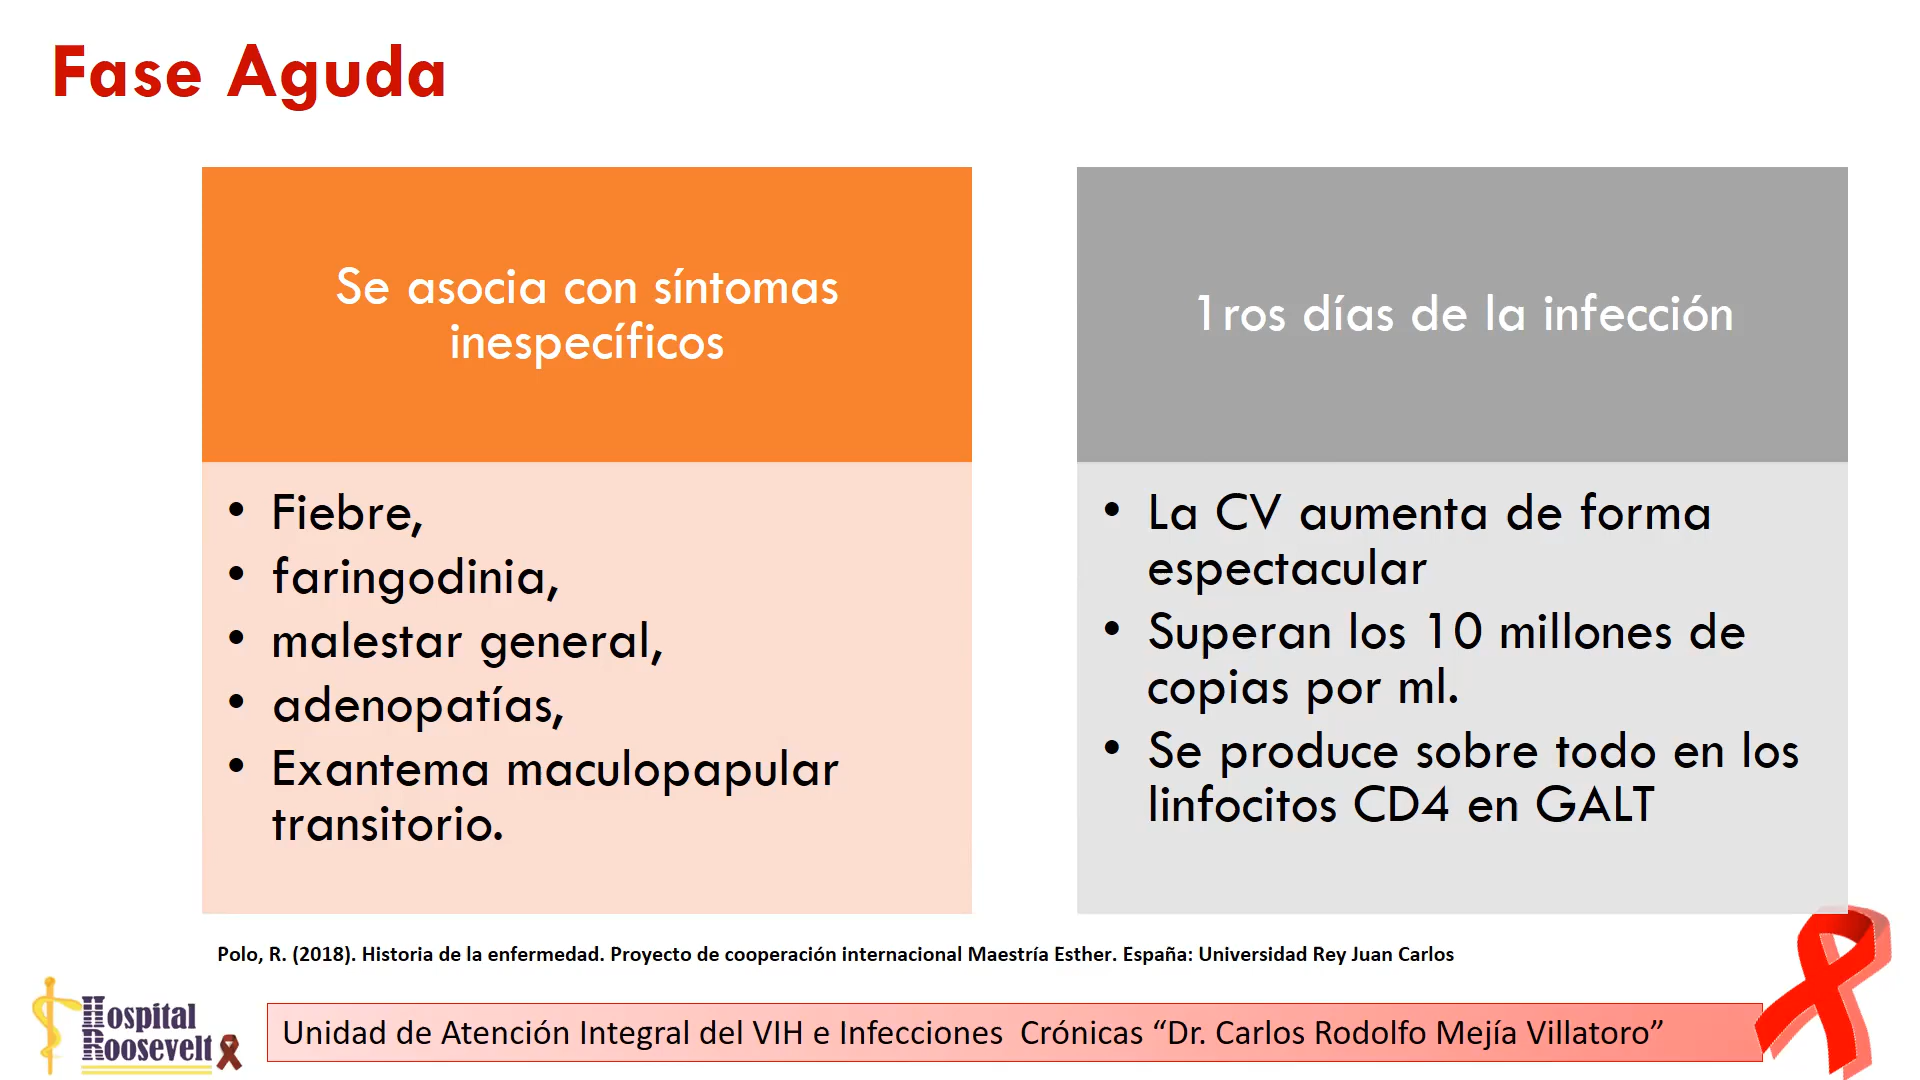 Fase Aguda
Se asocia con síntomas
inespecíficos
• Fiebre,
• faringodinia,
• malestar general,
• adenopatías,
• Exantema maculopapular
transitorio.
1ros días de la infección
• La CV aumenta de forma
espectacular
• Superan los 10 millones de
copias por ml.
• Se produce sobre todo en los
linfocitos CD4 en GALT
Polo, R. (2018). Historia de la enfermedad. Proyecto de cooperación internacional Maestría Esther. España: Universidad Rey Juan Carlos
Hospital
Roosevelt
Unidad de Atención Integral del VIH e Infecciones Crónicas “Dr. Carlos Rodolfo Mejía Villatoro”